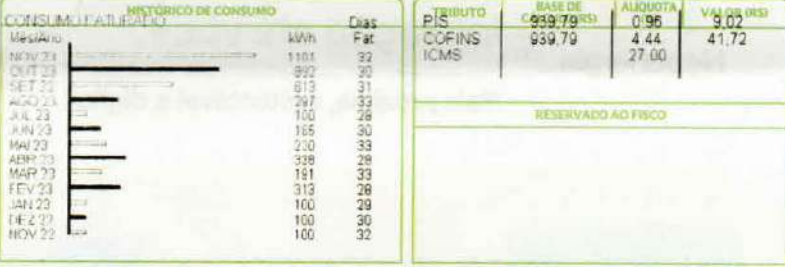 HISTÓRICO DE CONSUMO
CONSUMO FATURADO Dias
Mes/Ano kWh Fat
NOV 23 1101 32
OUT 23 892 30
SET 23 613 31
AGO 23 297 33
JUL 23 100 29
JUN 23 185 30
MAI 23 230 33
ABR 23 338 28
MAR 23 191 33
FEV 23 313 28
JAN 23 100 29
DEZ 22 100 30
NOV 22 100 32
TRIBUTO BASE DE CÁLCULO (R$) ALÍQUOTA VALOR (R$)
PIS 939,79 0,96 9,02
COFINS 939,79 4,44 41,72
ICMS 27,00
RESERVADO AO FISCO